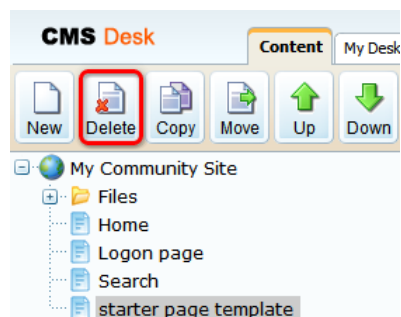 CMS Desk
Content My Desk
New Delete Copy Move Up Down
My Community Site
Files
Home
Logon page
Search
starter page template